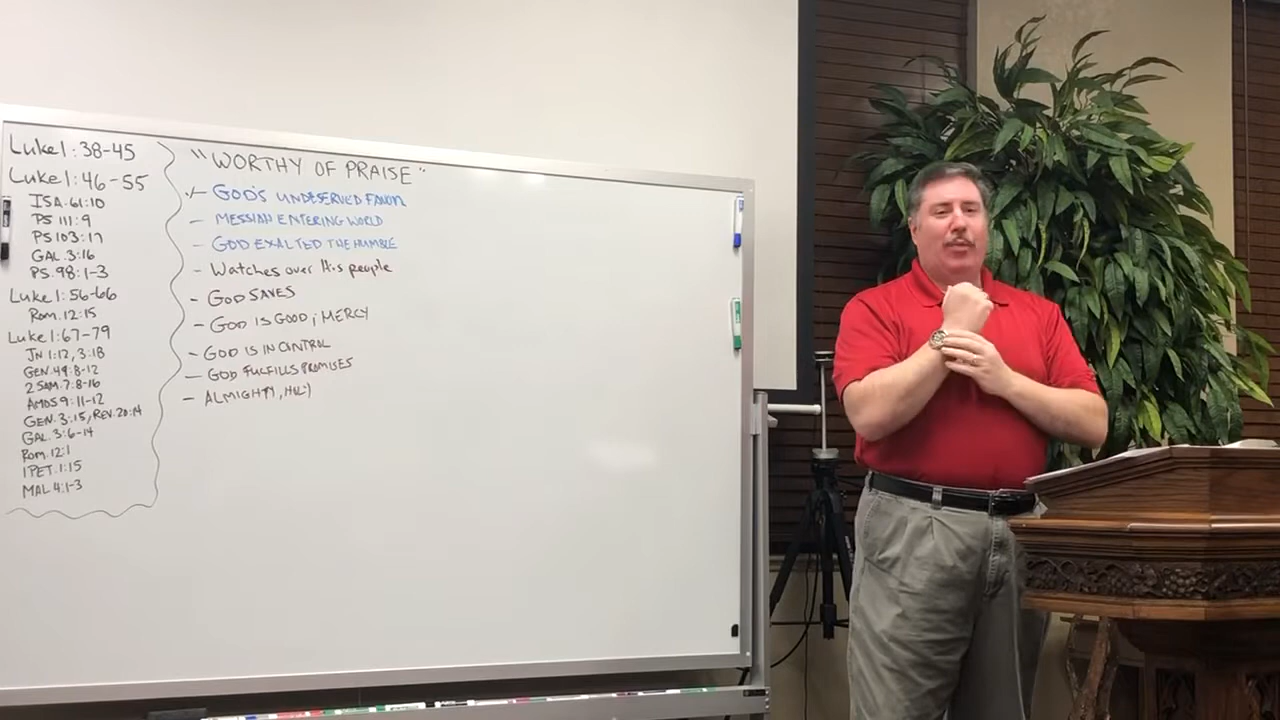 Luke 1:38-45
Luke 1:46-55
ISA. 61:10
PS 111:9
PS 103:17
GAL. 3:16
PS. 98:1-3
Luke 1:56-66
Rom. 12:15
Luke 1:67-79
JN 1:12, 3:18
GEN. 49:8-12
2 SAM. 7:8-16
AMOS 9:11-12
GEN. 3:15, REV. 20:14
GAL. 3:6-14
Rom. 12:1
1 PET. 1:15
MAL 4:1-3
"WORTHY OF PRAISE"
- GOD'S UNDESERVED FAVOR
- MESSIAH ENTERING WORLD
- GOD EXALTED THE HUMBLE
- Watches over His people
- GOD SAVES
- GOD IS GOOD, MERCY
- GOD IS IN CONTROL
- GOD FULFILLS PROMISES
- ALMIGHTY,